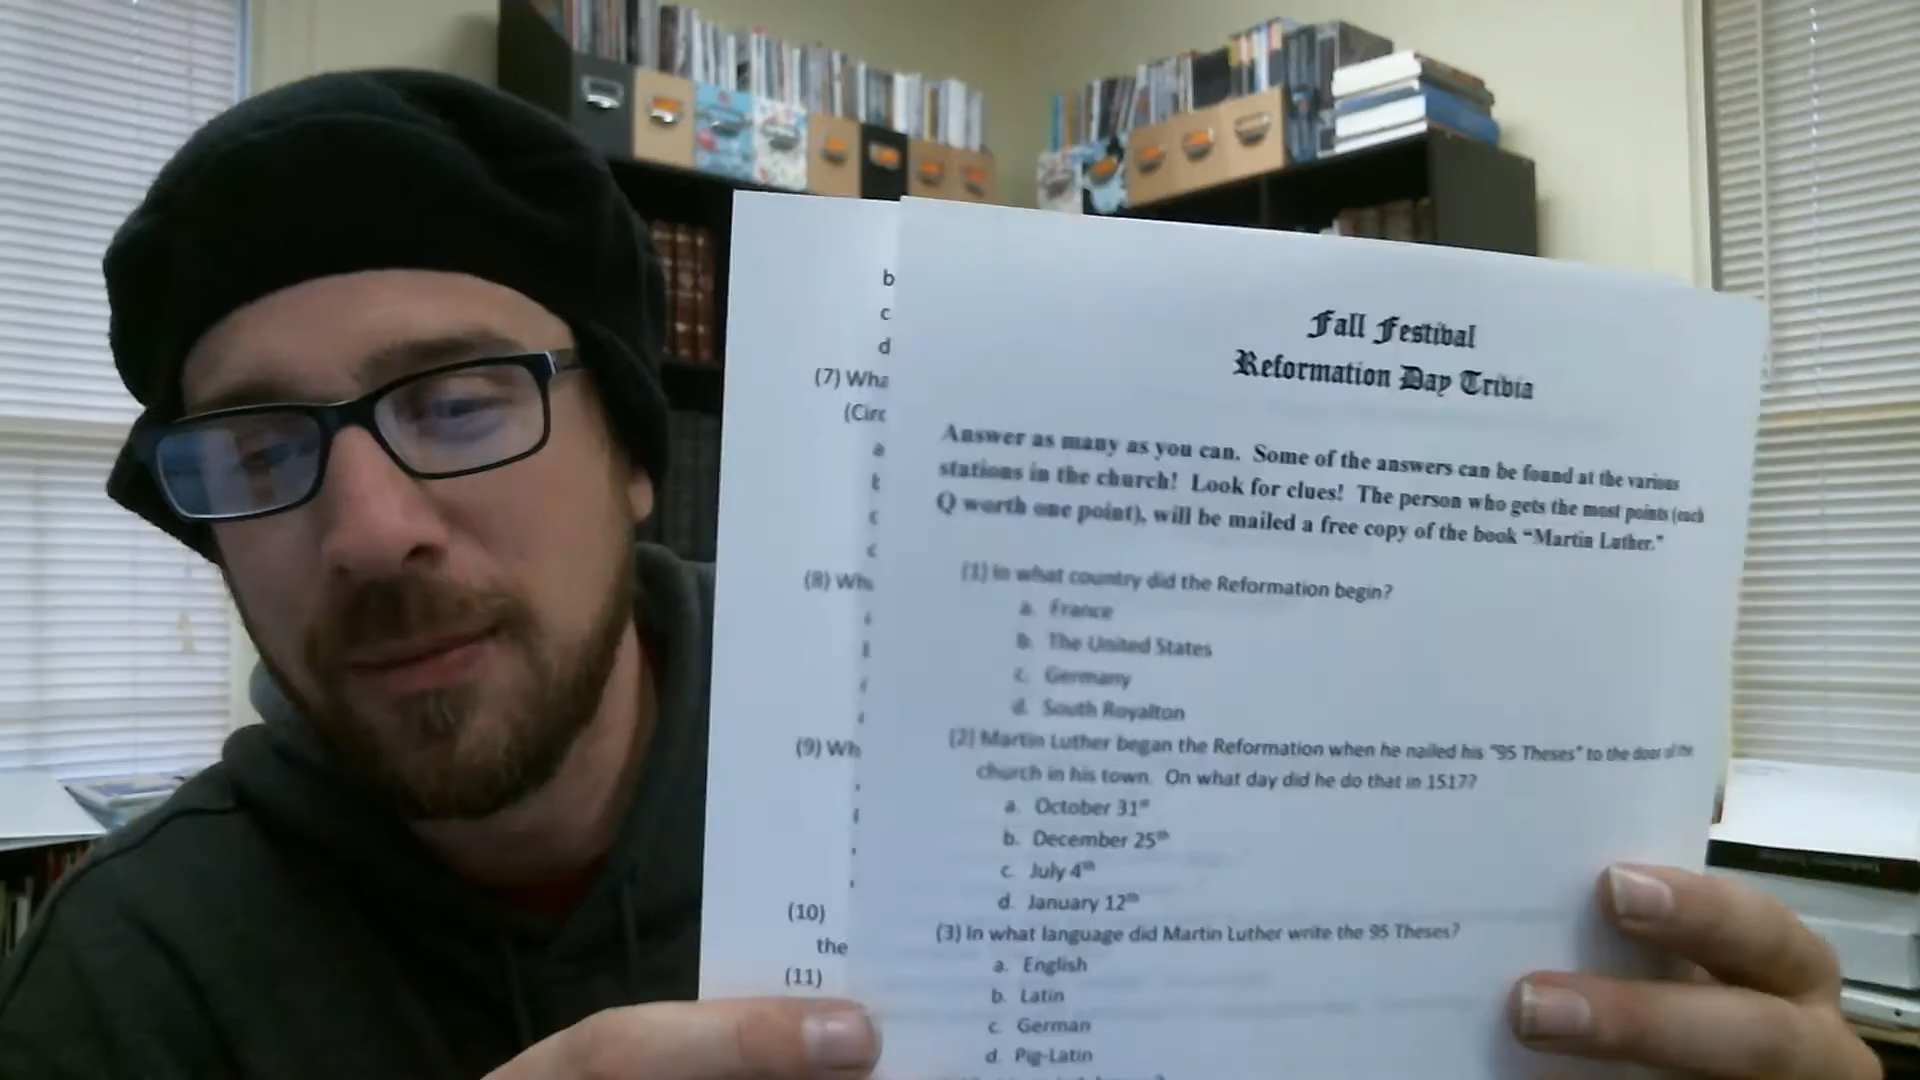 b
c
d
(7) Wha
(Circ
a
(8) Wh
(9) Wh
(10)
the
(11)
Fall Festival
Reformation Day Trivia
Answer as many as you can. Some of the answers can be found at the various
stations in the church! Look for clues! The person who gets the most points (each
Q worth one point), will be mailed a free copy of the book “Martin Luther.”
(1) In what country did the Reformation begin?
a. France
b. The United States
c. Germany
d. South Royalton
(2) Martin Luther began the Reformation when he nailed his "95 Theses" to the door of the
church in his town. On what day did he do that in 1517?
a. October 31st
b. December 25th
c. July 4th
d. January 12th
(3) In what language did Martin Luther write the 95 Theses?
a. English
b. Latin
c. German
d. Pig-Latin